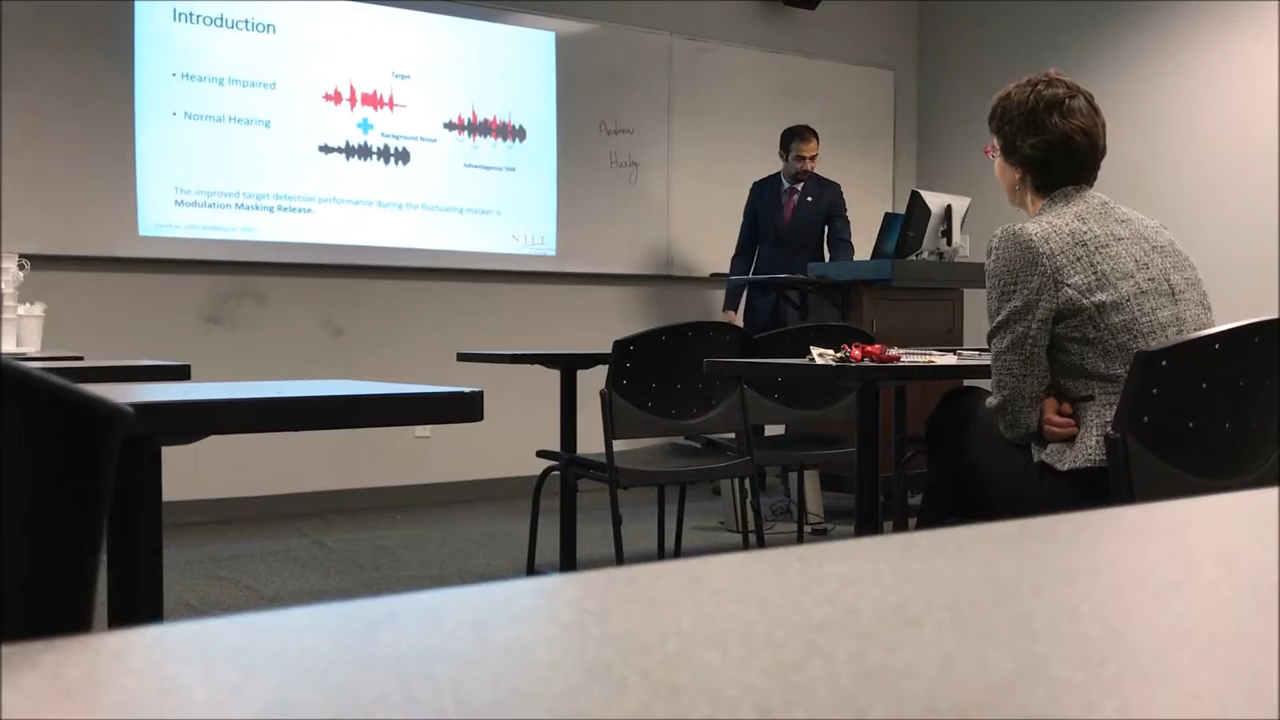 Introduction
• Hearing Impaired
• Normal Hearing
Target
Background Noise
Advantageous SNR
The improved target detection performance during the fluctuating masker is
Modulation Masking Release.
NJIT
Andrew
Huxley